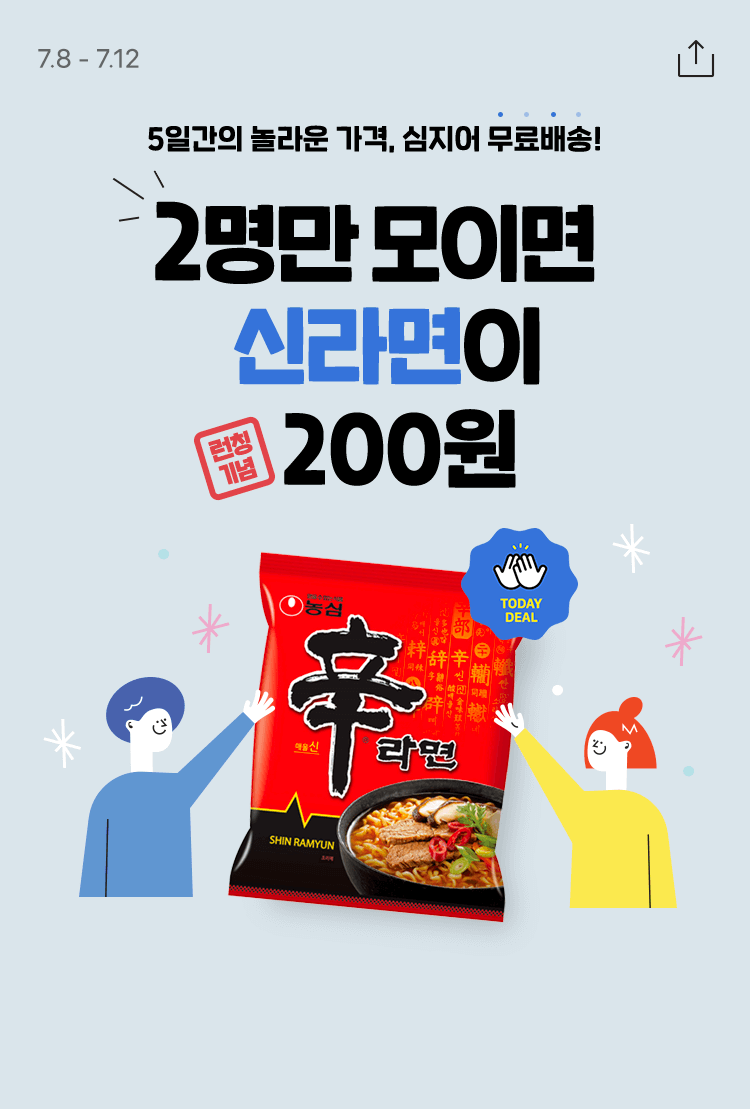 7.8 - 7.12
5일간의 놀라운 가격, 심지어 무료배송!
2명만 모이면
신라면이
런칭
기념
200원
TODAY
DEAL
농심
辛
라면
매울신
SHIN RAMYUN